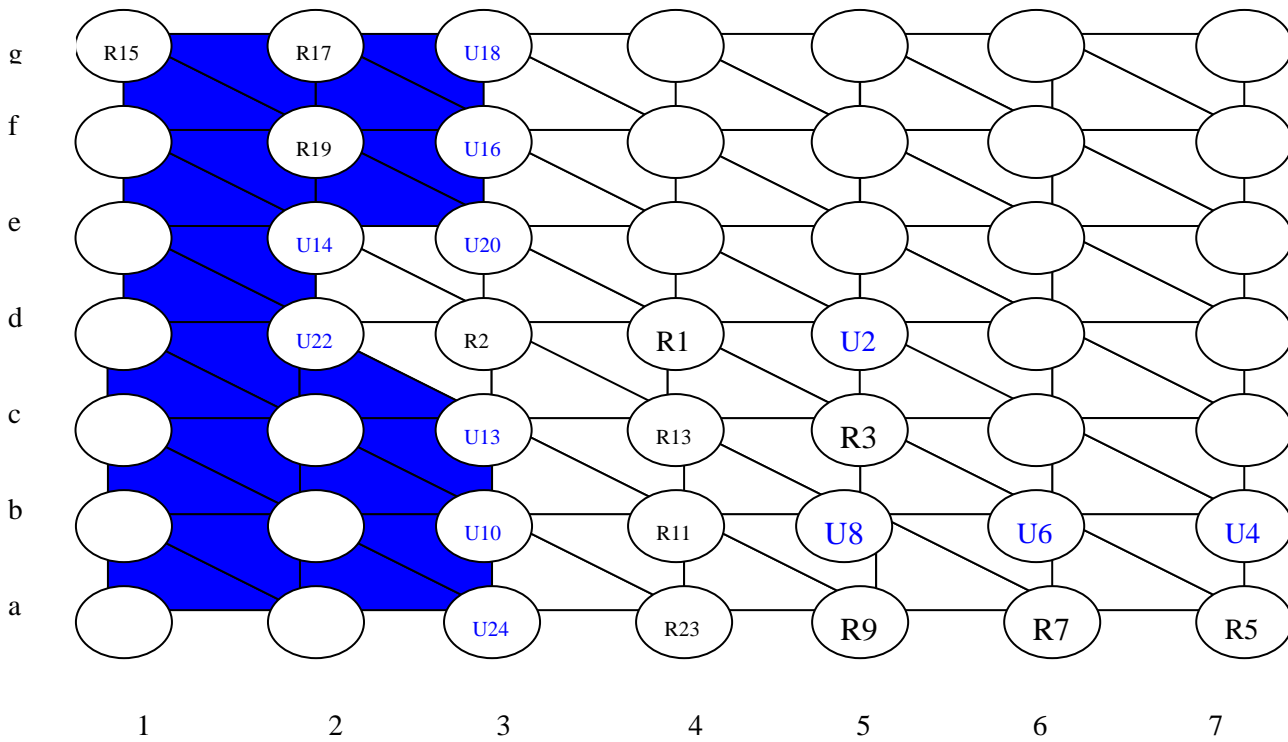 g R15 R17 U18
f R19 U16
e U14 U20
d U22 R2 R1 U2
c U13 R13 R3
b U10 R11 U8 U6 U4
a U24 R23 R9 R7 R5
1 2 3 4 5 6 7